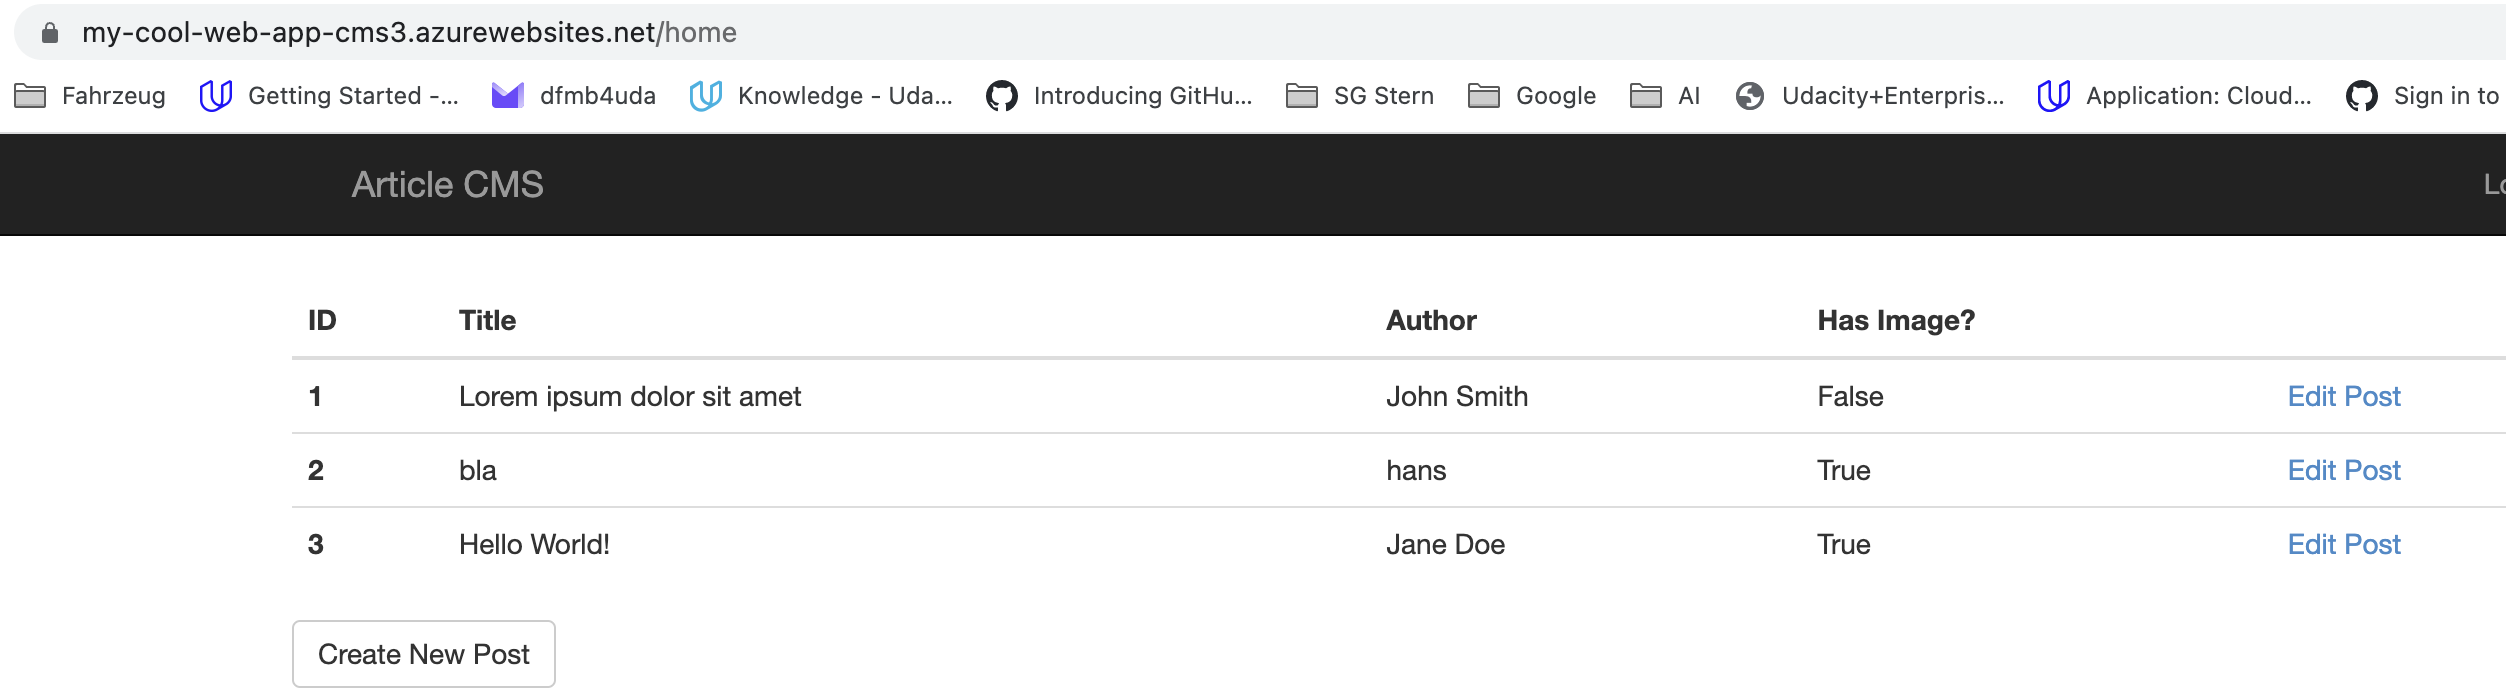 my-cool-web-app-cms3.azurewebsites.net/home
Fahrzeug Getting Started -... dfmb4uda Knowledge - Uda... Introducing GitHu... SG Stern Google AI Udacity+Enterpris... Application: Cloud... Sign in to
Article CMS
ID Title Author Has Image?
1 Lorem ipsum dolor sit amet John Smith False Edit Post
2 bla hans True Edit Post
3 Hello World! Jane Doe True Edit Post
Create New Post